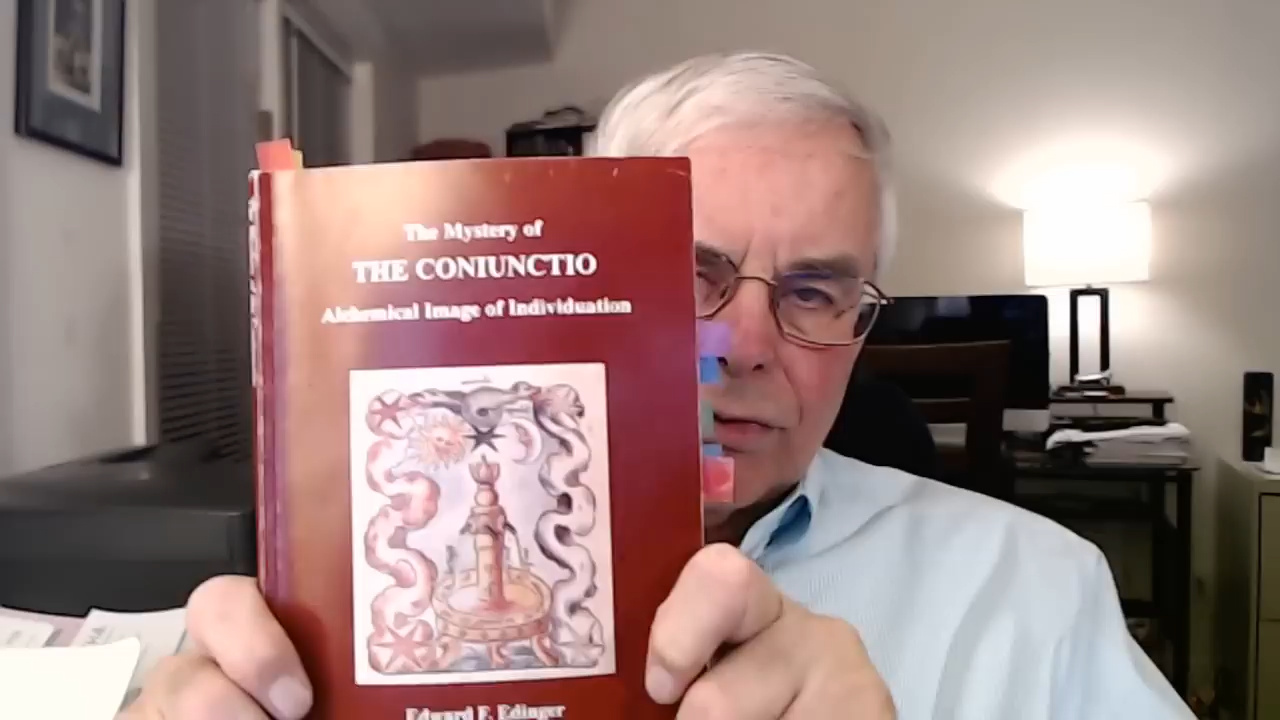 The Mystery of
THE CONIUNCTIO
Alchemical Image of Individuation
Edward F. Edinger